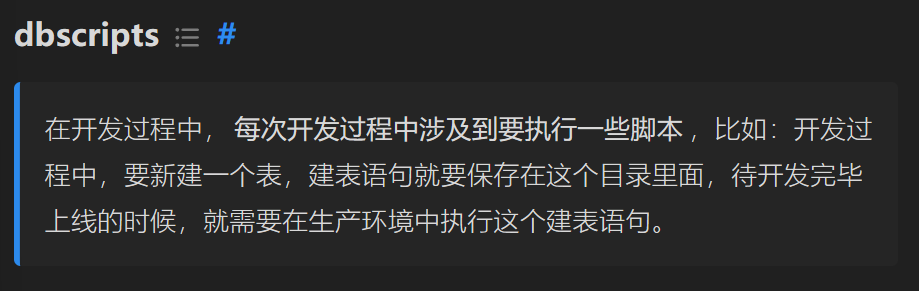 dbscripts #
在开发过程中，每次开发过程中涉及到要执行一些脚本，比如：开发过
程中，要新建一个表，建表语句就要保存在这个目录里面，待开发完毕
上线的时候，就需要在生产环境中执行这个建表语句。